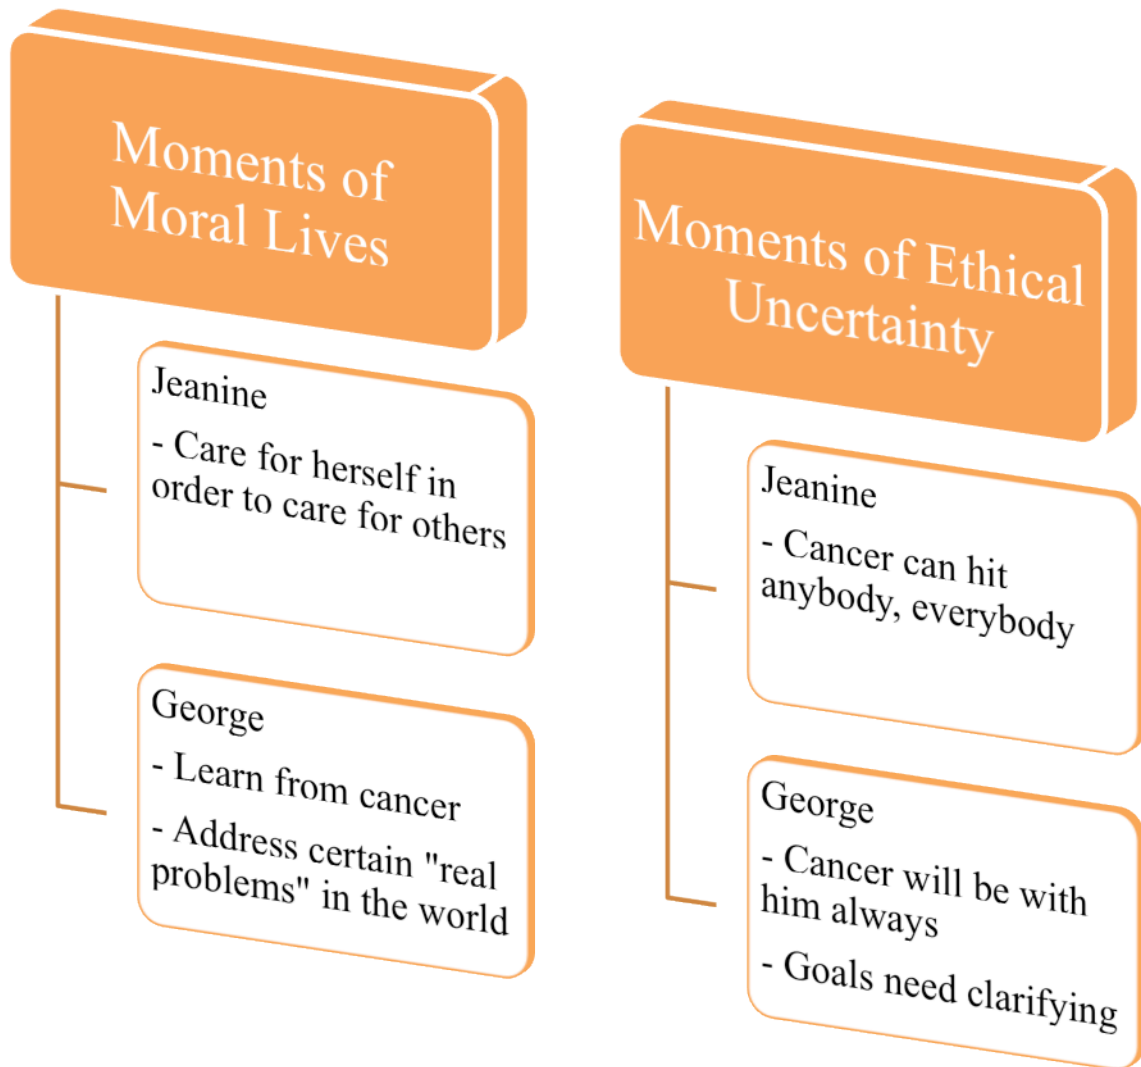 Moments of
Moral Lives
Jeanine
- Care for herself in
order to care for others
George
- Learn from cancer
- Address certain "real
problems" in the world
Moments of Ethical
Uncertainty
Jeanine
- Cancer can hit
anybody, everybody
George
- Cancer will be with
him always
- Goals need clarifying